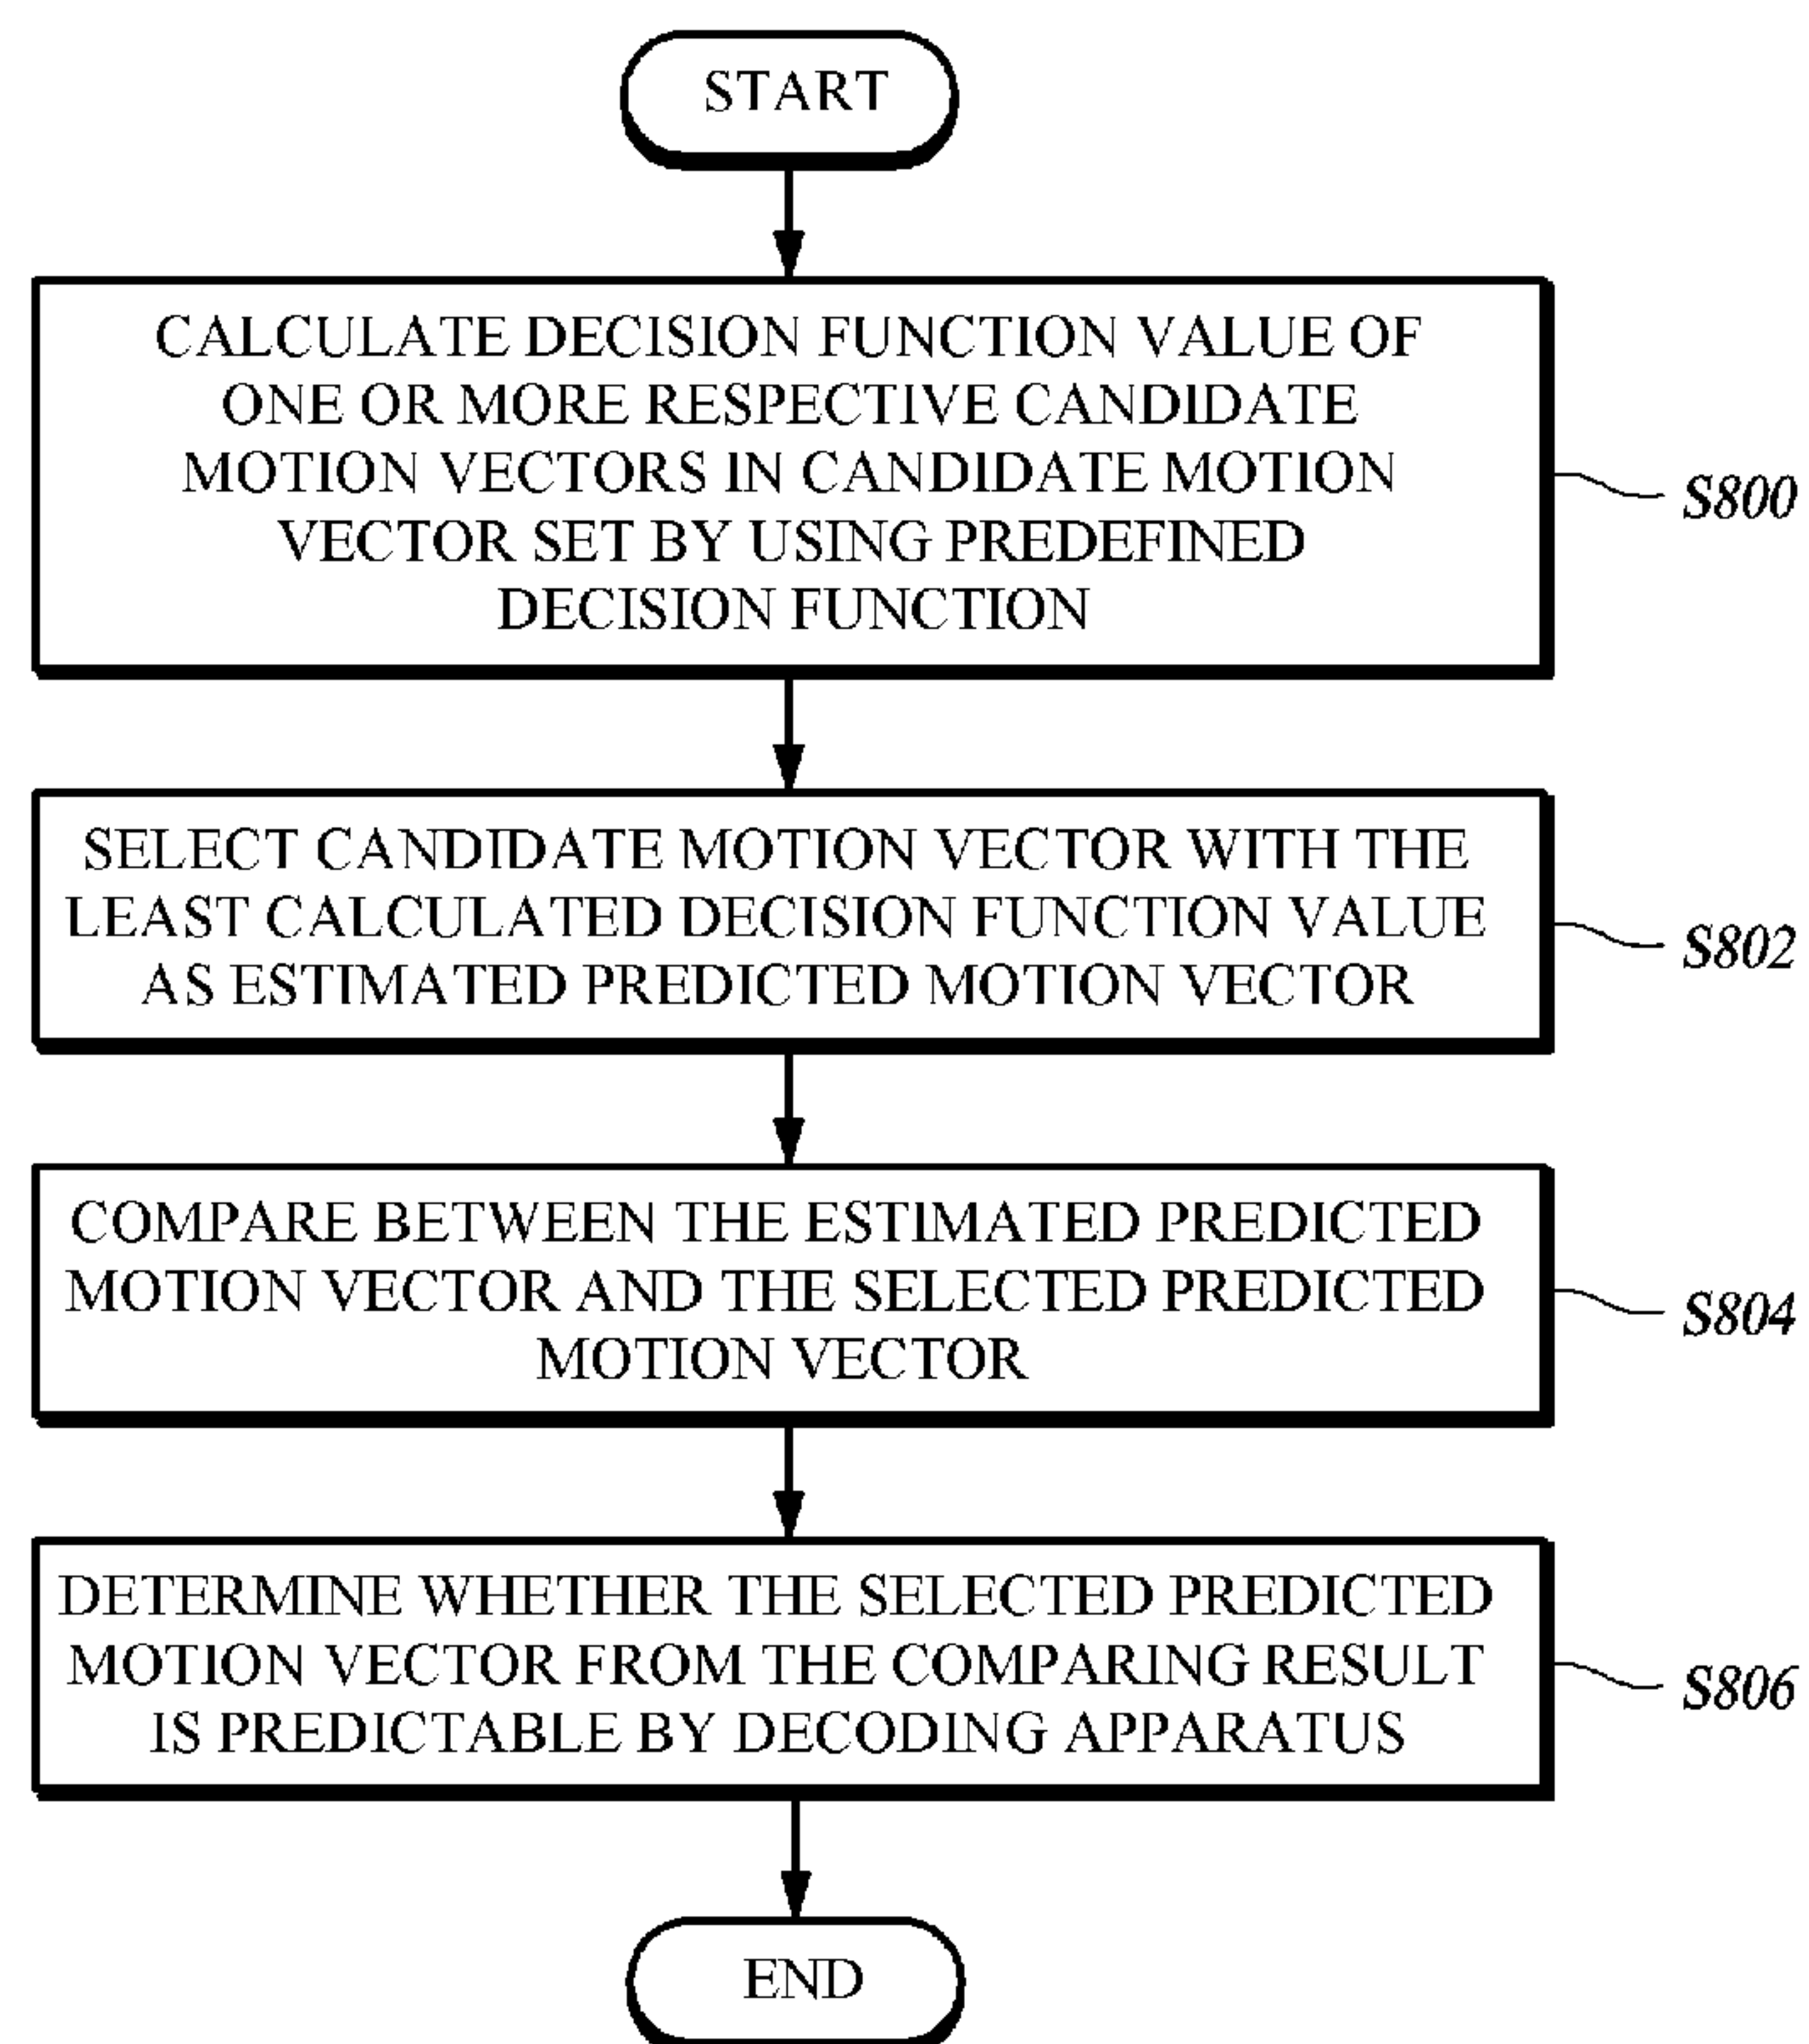 START
CALCULATE DECISION FUNCTION VALUE OF
ONE OR MORE RESPECTIVE CANDIDATE
MOTION VECTORS IN CANDIDATE MOTION
VECTOR SET BY USING PREDEFINED
DECISION FUNCTION
S800
SELECT CANDIDATE MOTION VECTOR WITH THE
LEAST CALCULATED DECISION FUNCTION VALUE
AS ESTIMATED PREDICTED MOTION VECTOR
S802
COMPARE BETWEEN THE ESTIMATED PREDICTED
MOTION VECTOR AND THE SELECTED PREDICTED
MOTION VECTOR
S804
DETERMINE WHETHER THE SELECTED PREDICTED
MOTION VECTOR FROM THE COMPARING RESULT
IS PREDICTABLE BY DECODING APPARATUS
S806
END